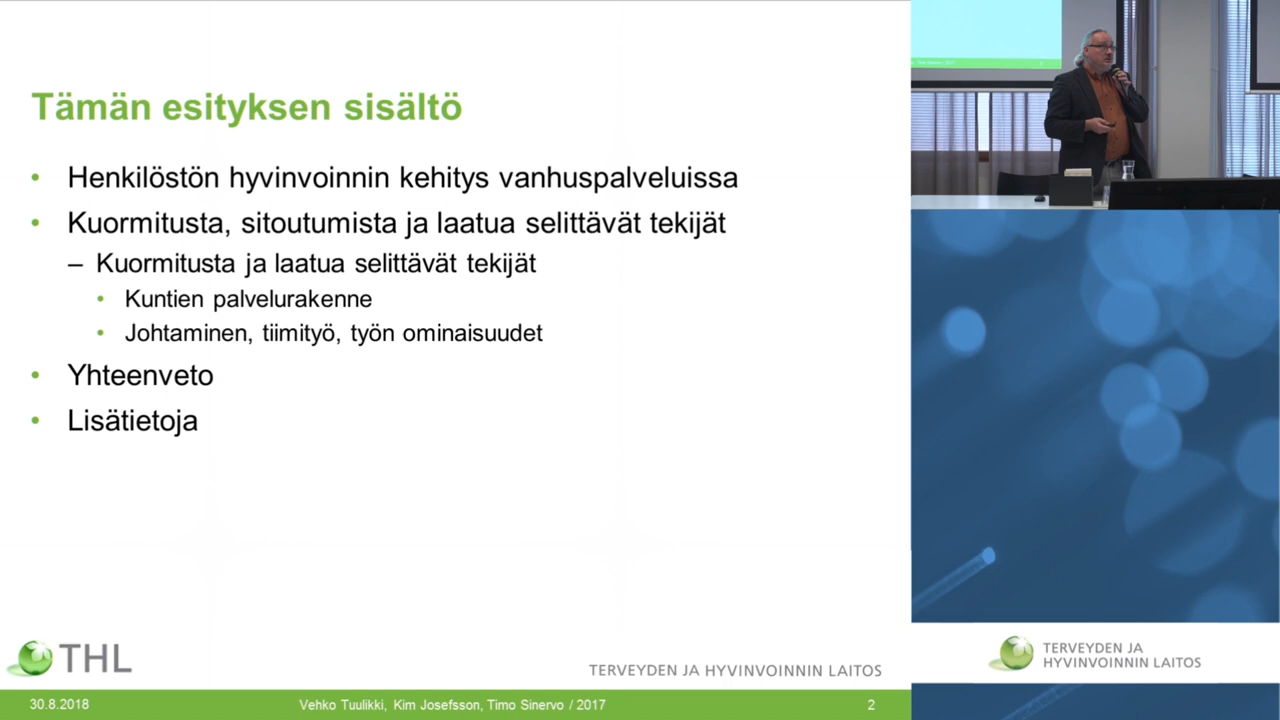 Tämän esityksen sisältö
• Henkilöstön hyvinvoinnin kehitys vanhuspalveluissa
• Kuormitusta, sitoutumista ja laatua selittävät tekijät
– Kuormitusta ja laatua selittävät tekijät
• Kuntien palvelurakenne
• Johtaminen, tiimityö, työn ominaisuudet
• Yhteenveto
• Lisätietoja
THL
TERVEYDEN JA HYVINVOINNIN LAITOS
30.8.2018
Vehko Tuulikki, Kim Josefsson, Timo Sinervo / 2017
2
TERVEYDEN JA
HYVINVOINNIN LAITOS